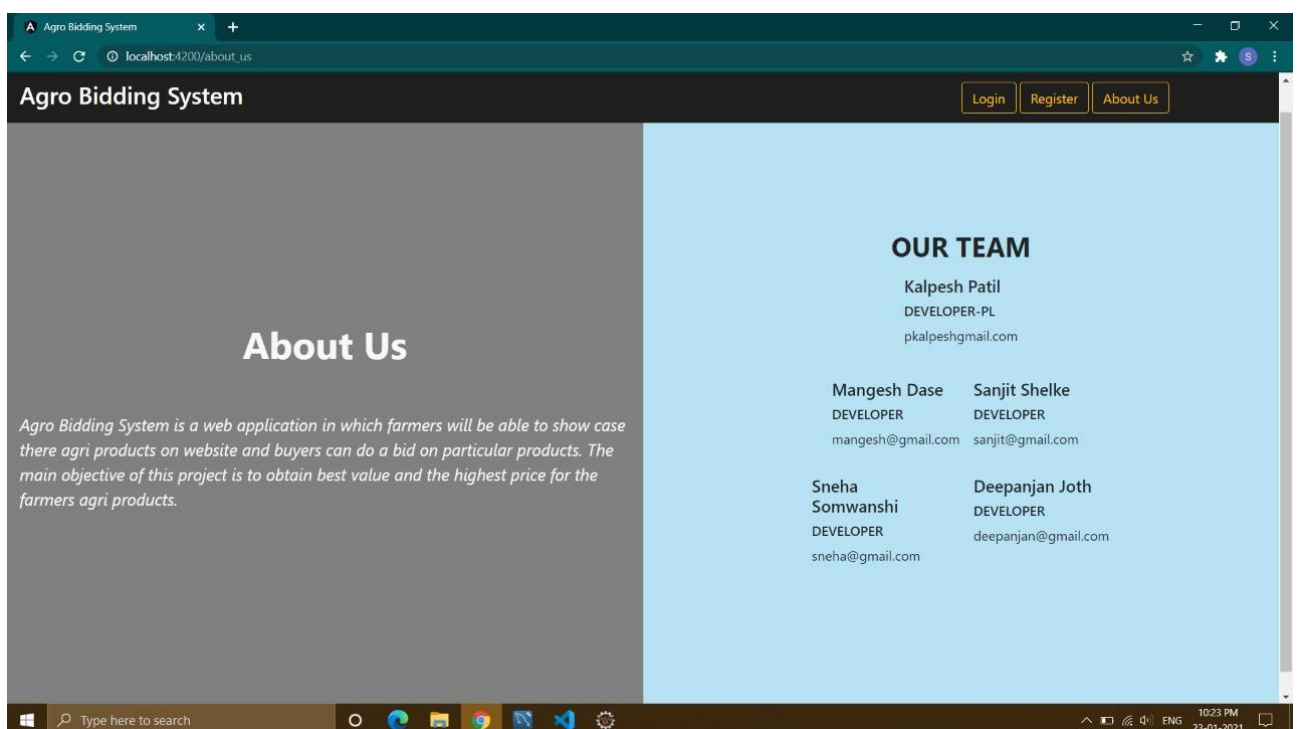 Agro Bidding System
localhost:4200/about_us
S
Agro Bidding System
Login Register About Us
About Us
Agro Bidding System is a web application in which farmers will be able to show case
there agri products on website and buyers can do a bid on particular products. The
main objective of this project is to obtain best value and the highest price for the
farmers agri products.
OUR TEAM
Kalpesh Patil
DEVELOPER-PL
pkalpeshgmail.com
Mangesh Dase
DEVELOPER
mangesh@gmail.com
Sanjit Shelke
DEVELOPER
sanjit@gmail.com
Sneha
Somwanshi
DEVELOPER
sneha@gmail.com
Deepanjan Joth
DEVELOPER
deepanjan@gmail.com
Type here to search
ENG
10:23 PM
23-01-2021